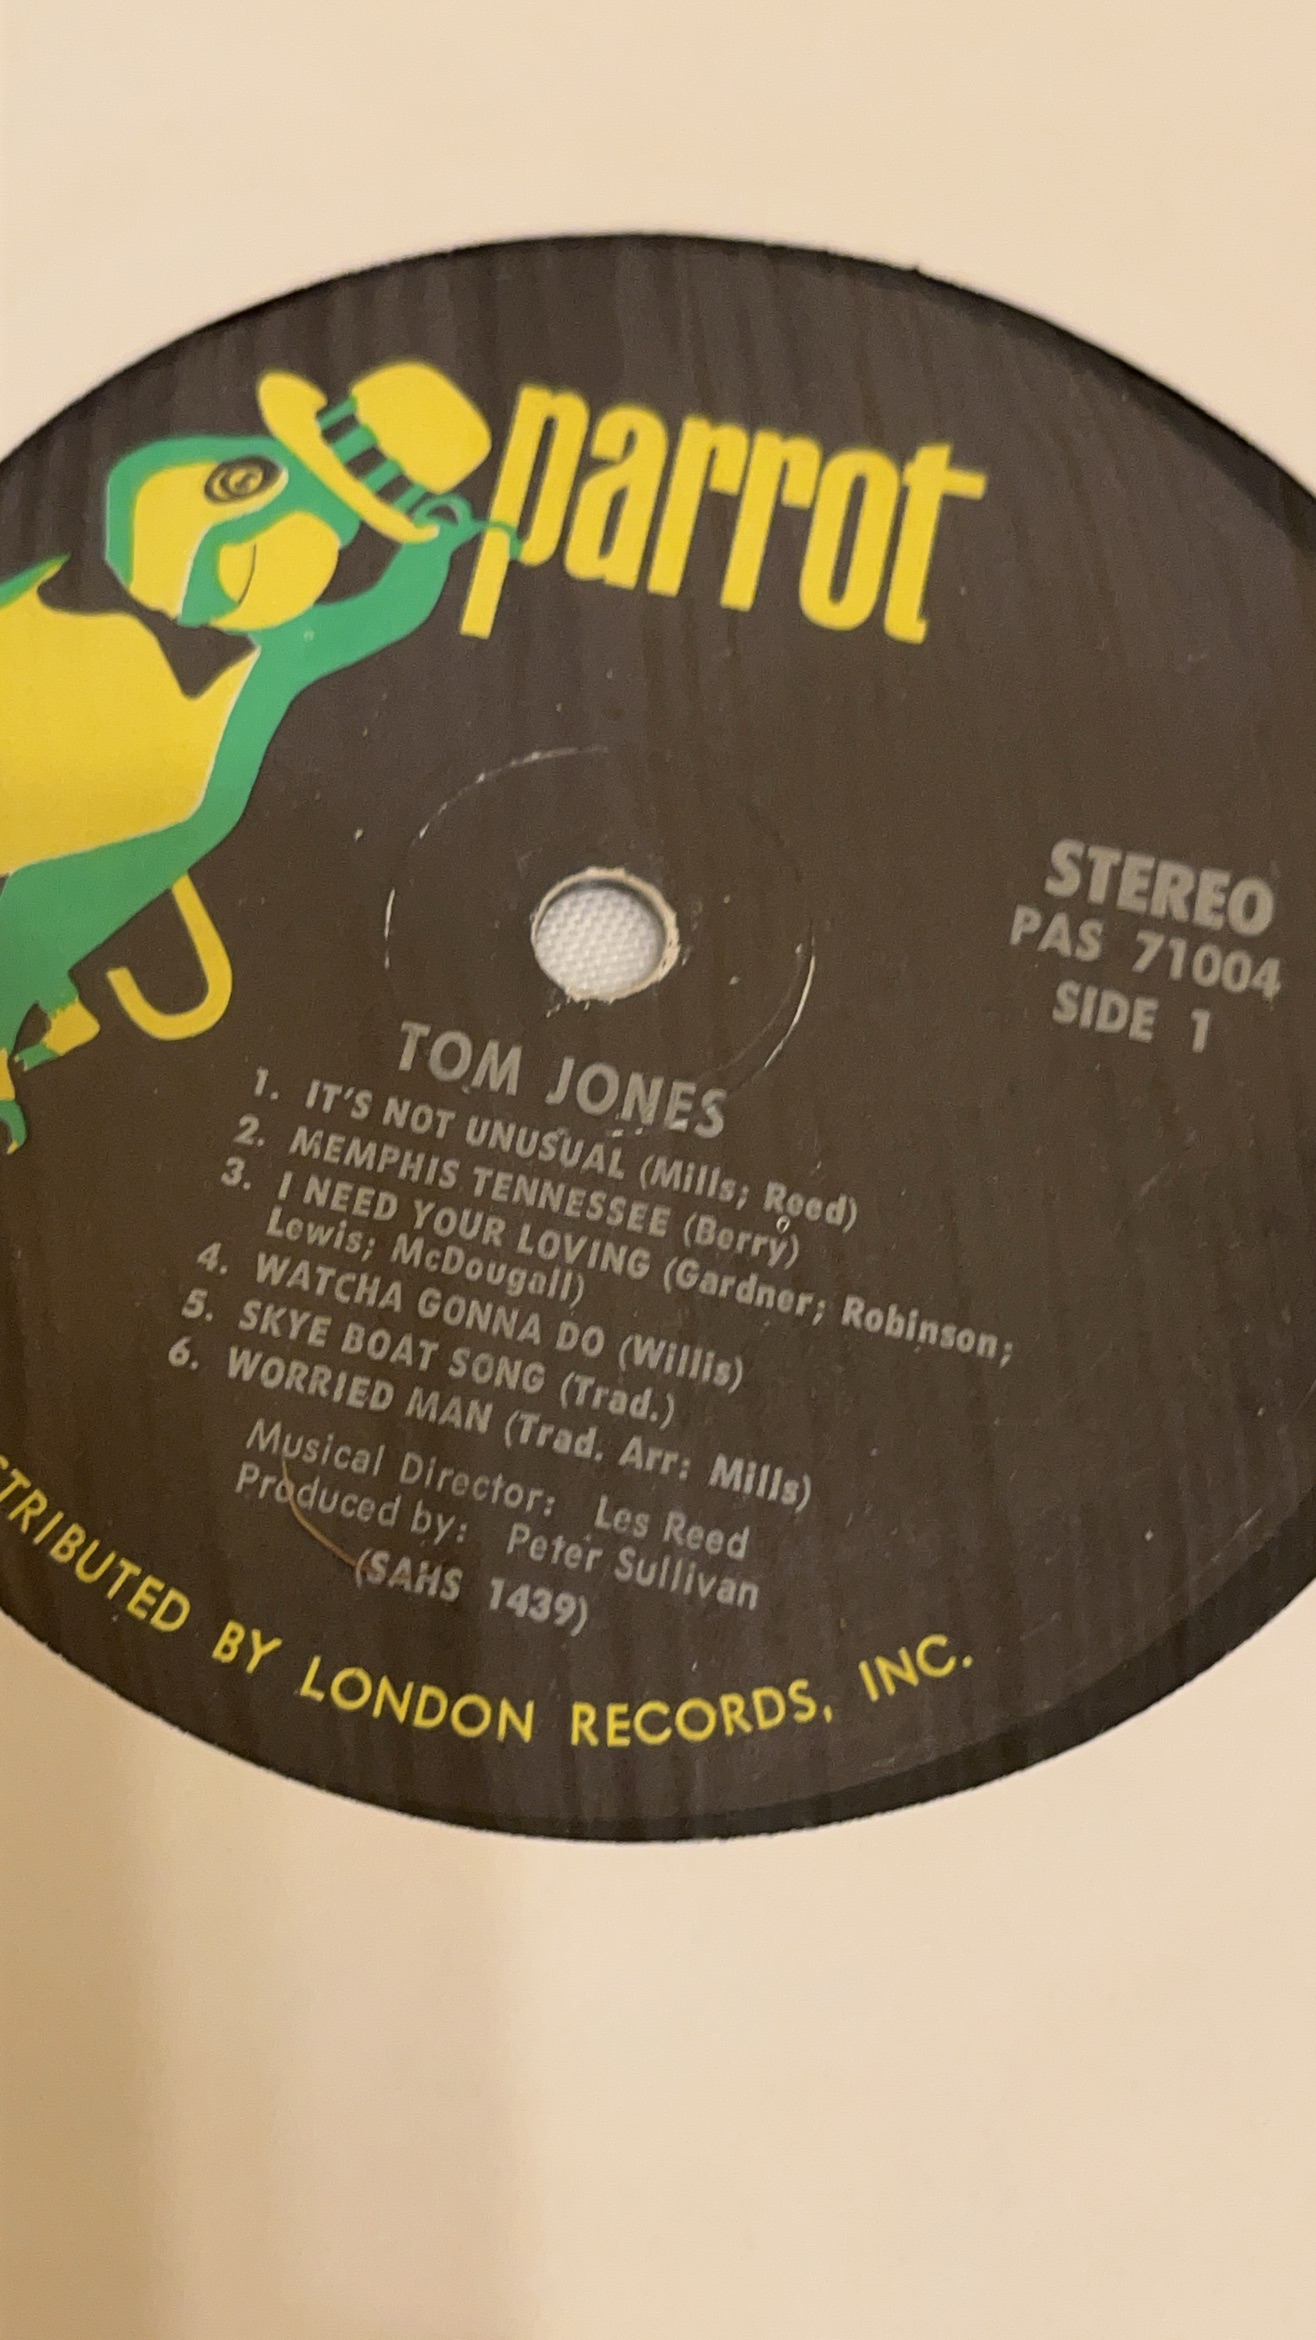 parrot
STEREO
PAS 71004
SIDE 1
TOM JONES
1. IT'S NOT UNUSUAL (Mills; Reed)
2. MEMPHIS TENNESSEE (Berry)
3. I NEED YOUR LOVING (Gardner; Robinson;
Lewis; McDougall)
4. WATCHA GONNA DO (Willis)
5. SKYE BOAT SONG (Trad.)
6. WORRIED MAN (Trad. Arr: Mills)
Musical Director: Les Reed
Produced by: Peter Sullivan
(SAHS 1439)
TRIBUTED BY LONDON RECORDS, INC.